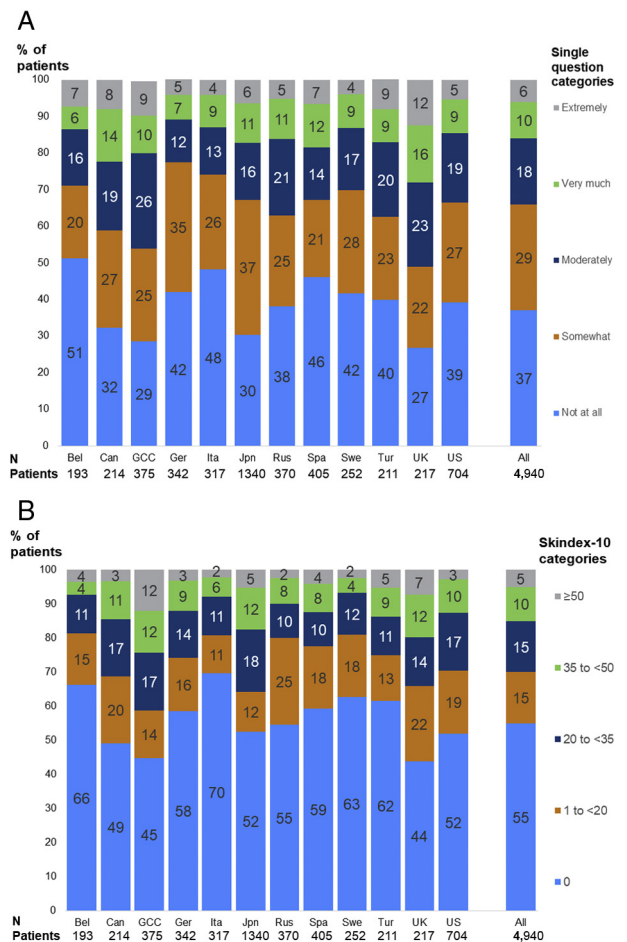 A
% of
patients
Single
question
categories
100
90
80
70
60
50
40
30
20
10
0
7 8 9 5 4 6 5 7 4 9 12 5 6
6 14 10 7 9 11 11 12 9 9 16 9 10
16 19 26 12 13 16 21 14 17 20 23 19 18
20 27 25 35 26 37 25 21 28 23 22 27 29
51 32 29 42 48 30 38 46 42 40 27 39 37
Extremely
Very much
Moderately
Somewhat
Not at all
N Bel Can GCC Ger Ita Jpn Rus Spa Swe Tur UK US All
Patients 193 214 375 342 317 1340 370 405 252 211 217 704 4,940
B
% of
patients
Skindex-10
categories
100
90
80
70
60
50
40
30
20
10
0
4 3 12 3 2 5 2 4 2 5 7 3 5
4 11 12 9 6 12 8 8 4 9 12 10 10
11 17 17 14 11 18 10 10 12 11 14 17 15
15 20 14 16 11 12 25 18 18 13 22 19 15
66 49 45 58 70 52 55 59 63 62 44 52 55
≥50
35 to <50
20 to <35
1 to <20
0
N Bel Can GCC Ger Ita Jpn Rus Spa Swe Tur UK US All
Patients 193 214 375 342 317 1340 370 405 252 211 217 704 4,940